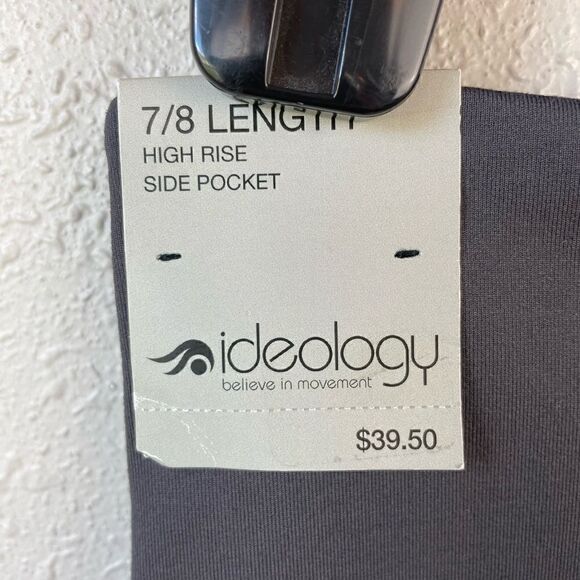 7/8 LENGTH
HIGH RISE
SIDE POCKET
ideology
believe in movement
$39.50